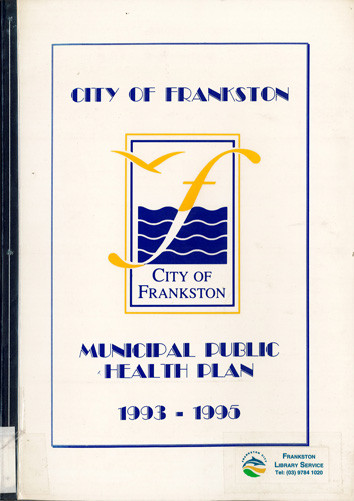 CITY OF FRANKSTON
f
CITY OF
FRANKSTON
MUNICIPAL PUBLIC
HEALTH PLAN
1993 - 1995
FRANKSTON
LIBRARY SERVICE
Tel: (03) 9784 1020